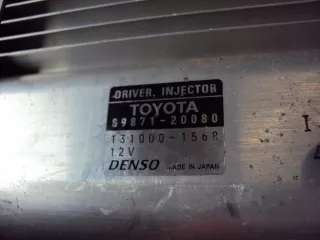 DRIVER, INJECTOR
TOYOTA
89871-20080
131000-1568
12V
DENSO MADE IN JAPAN